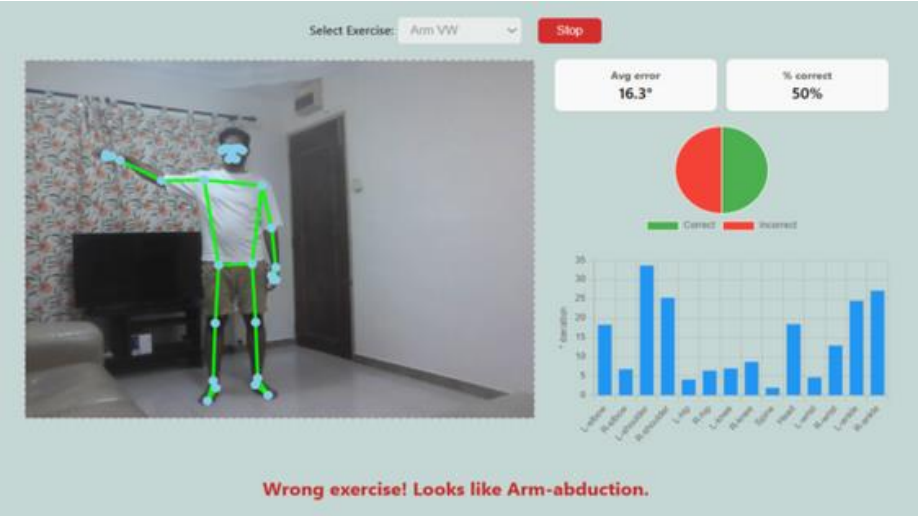 Select Exercise: Arm VW Stop
Avg error
16.3°
% correct
50%
Correct Incorrect
35
30
25
20
15
10
5
0
L-elbow
R-elbow
L-shoulder
R-shoulder
L-hip
R-hip
L-knee
R-knee
Spine
Head
L-wrist
R-wrist
L-ankle
R-ankle
Wrong exercise! Looks like Arm-abduction.